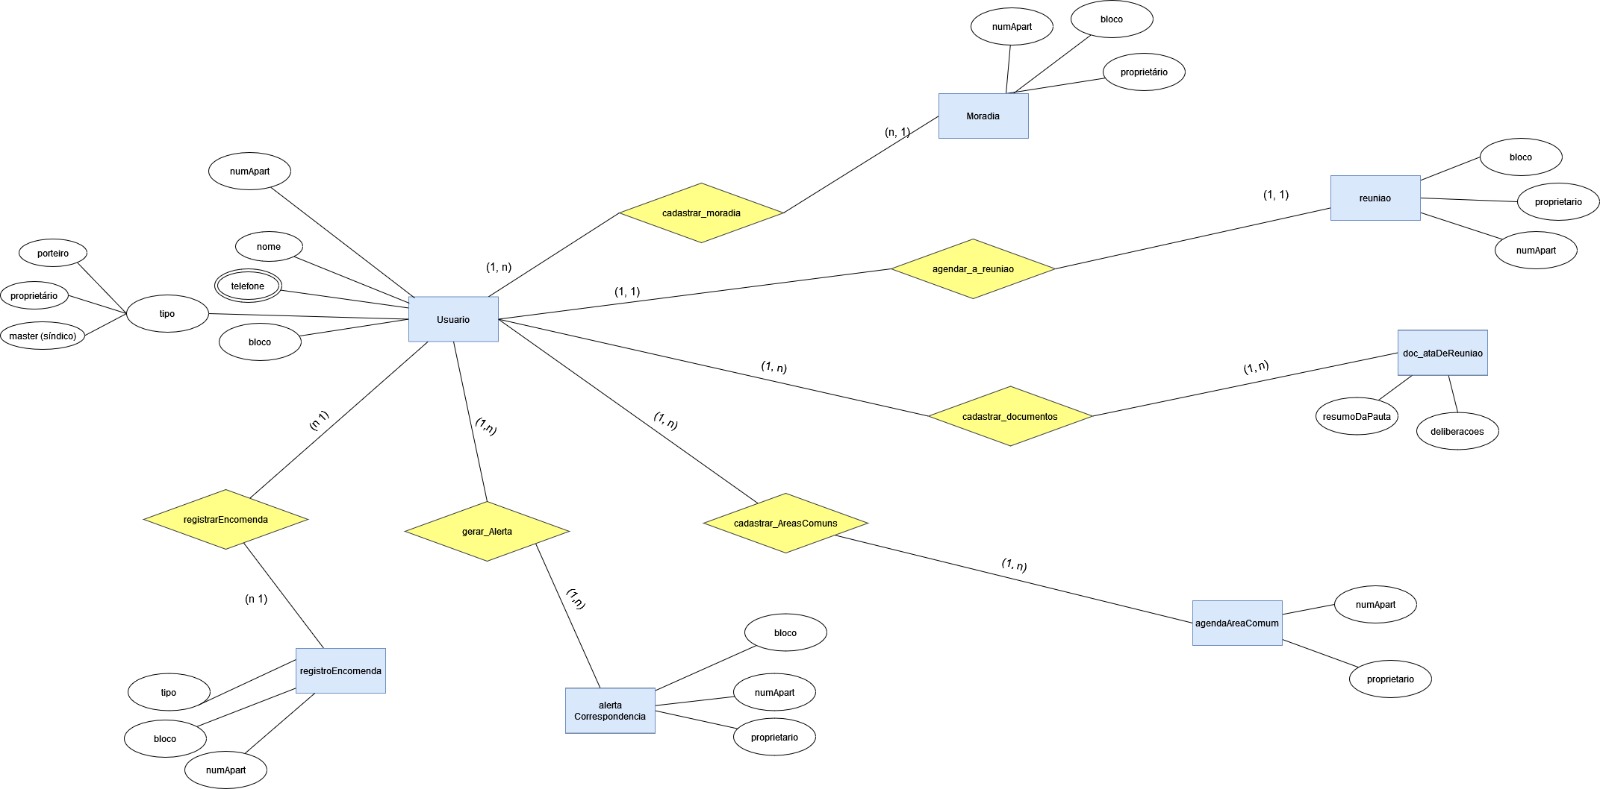 numApart
bloco
proprietário
Moradia
(n, 1)
cadastrar_moradia
(1, n)
numApart
nome
telefone
bloco
tipo
porteiro
proprietário
master (síndico)
Usuario
(1, 1)
agendar_a_reuniao
(1, 1)
reuniao
bloco
proprietario
numApart
(1, n)
cadastrar_documentos
(1, n)
doc_ataDeReuniao
resumoDaPauta
deliberacoes
(n 1)
registrarEncomenda
(n 1)
registroEncomenda
tipo
bloco
numApart
(1,n)
gerar_Alerta
(1,n)
alerta
Correspondencia
bloco
numApart
proprietario
(1, n)
cadastrar_AreasComuns
(1, n)
agendaAreaComum
numApart
proprietario